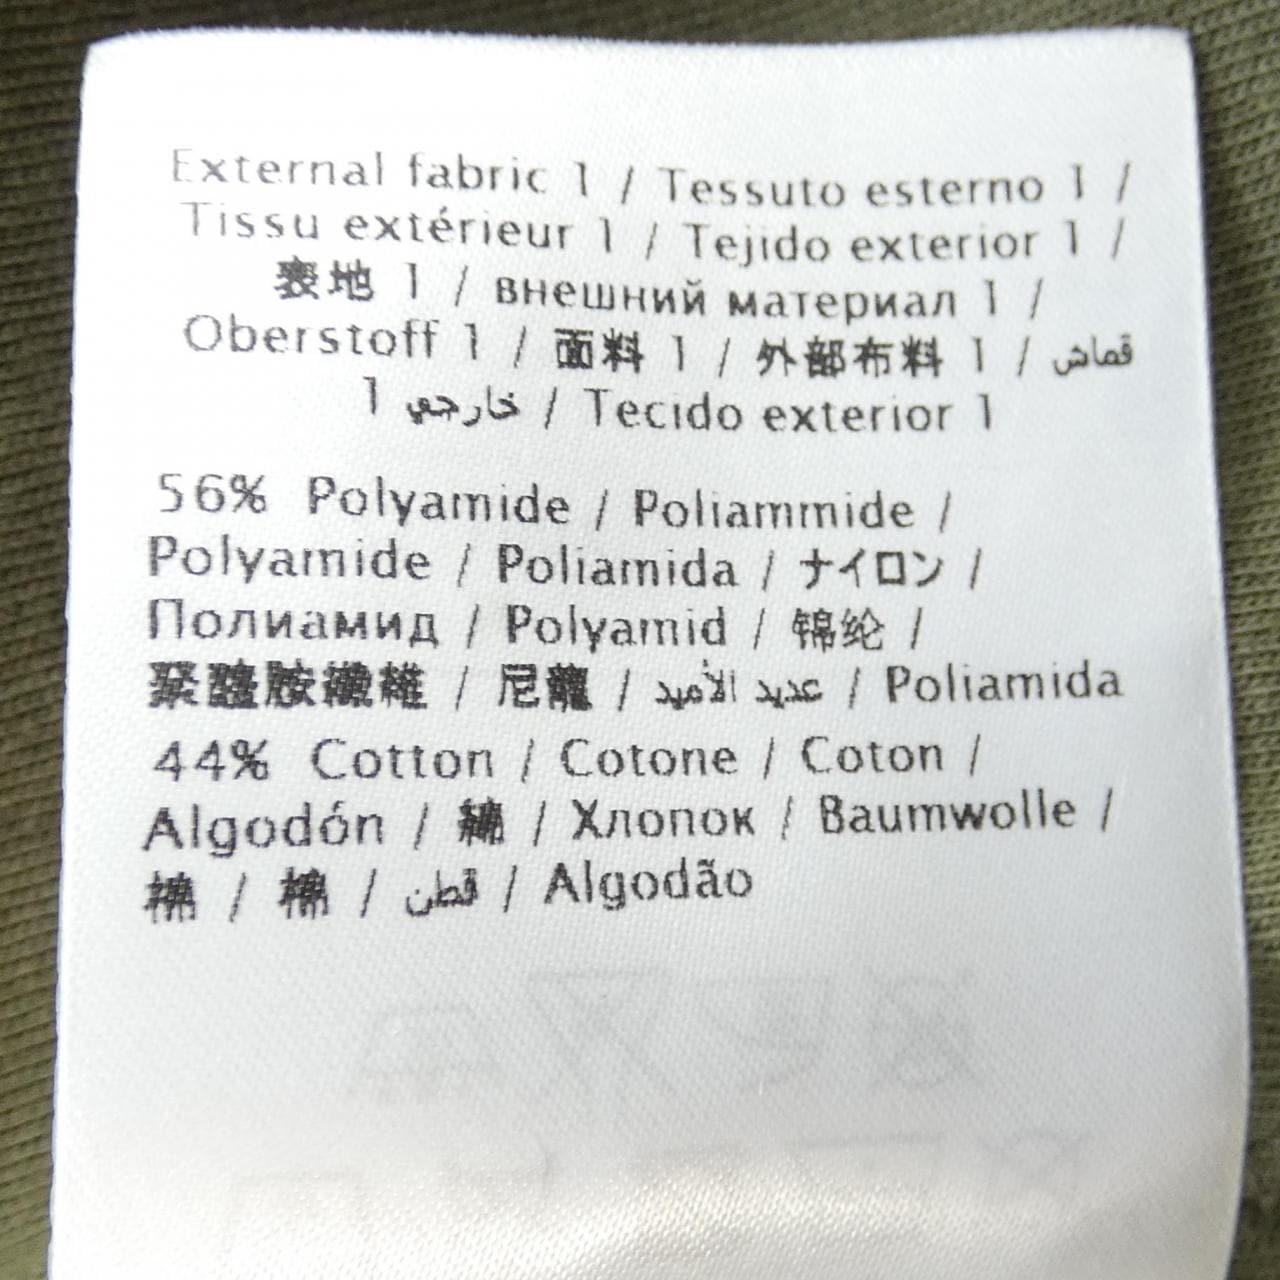 External fabric 1 / Tessuto esterno 1 /
Tissu extérieur 1 / Tejido exterior 1 /
表地 1 / внешний материал 1 /
Oberstoff 1 / 面料 1 / 外部布料 1 / قماش
خارجي 1 / Tecido exterior 1
56% Polyamide / Poliammide /
Polyamide / Poliamida / ナイロン /
Полиамид / Polyamid / 锦纶 /
聚醯胺纖維 / 尼龍 / عديد الأميد / Poliamida
44% Cotton / Cotone / Coton /
Algodón / 綿 / Хлопок / Baumwolle /
棉 / 棉 / قطن / Algodão